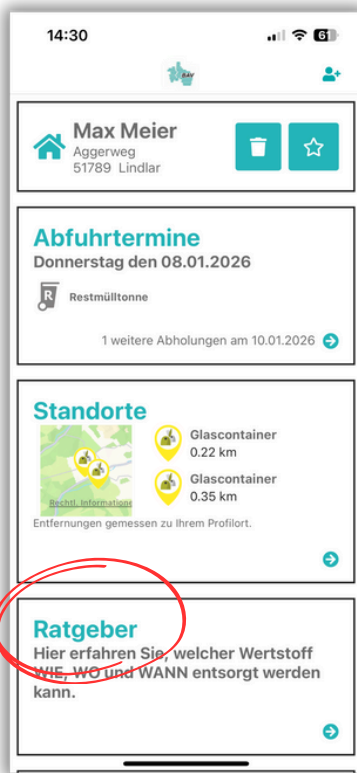 14:30
61
BAV
Max Meier
Aggerweg
51789 Lindlar
Abfuhrtermine
Donnerstag den 08.01.2026
R
Restmülltonne
1 weitere Abholungen am 10.01.2026
Standorte
Glascontainer
0.22 km
Glascontainer
0.35 km
Rechtl. Informatione
Entfernungen gemessen zu Ihrem Profilort.
Ratgeber
Hier erfahren Sie, welcher Wertstoff
WIE, WO und WANN entsorgt werden
kann.